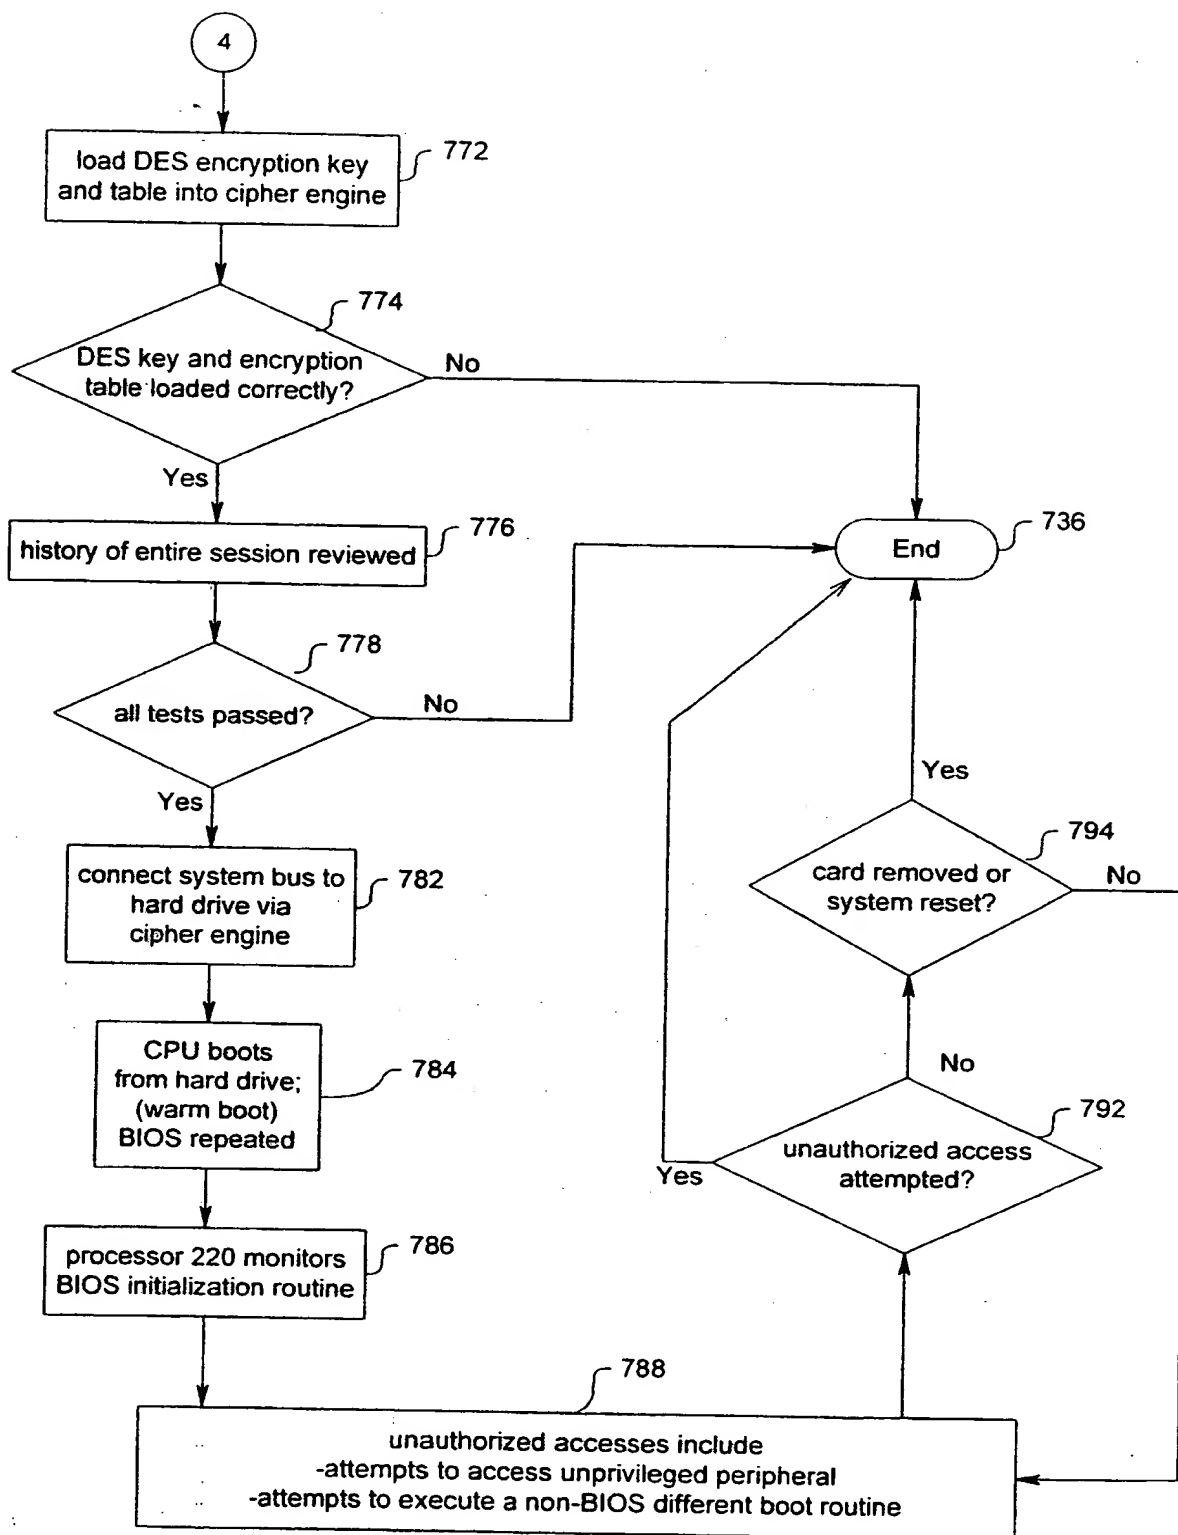 4
load DES encryption key
and table into cipher engine
772
774
DES key and encryption
table loaded correctly?
No
Yes
history of entire session reviewed
776
End
736
778
all tests passed?
No
Yes
connect system bus to
hard drive via
cipher engine
782
CPU boots
from hard drive;
(warm boot)
BIOS repeated
784
processor 220 monitors
BIOS initialization routine
786
788
unauthorized accesses include
-attempts to access unprivileged peripheral
-attempts to execute a non-BIOS different boot routine
792
unauthorized access
attempted?
Yes
No
794
card removed or
system reset?
No
Yes